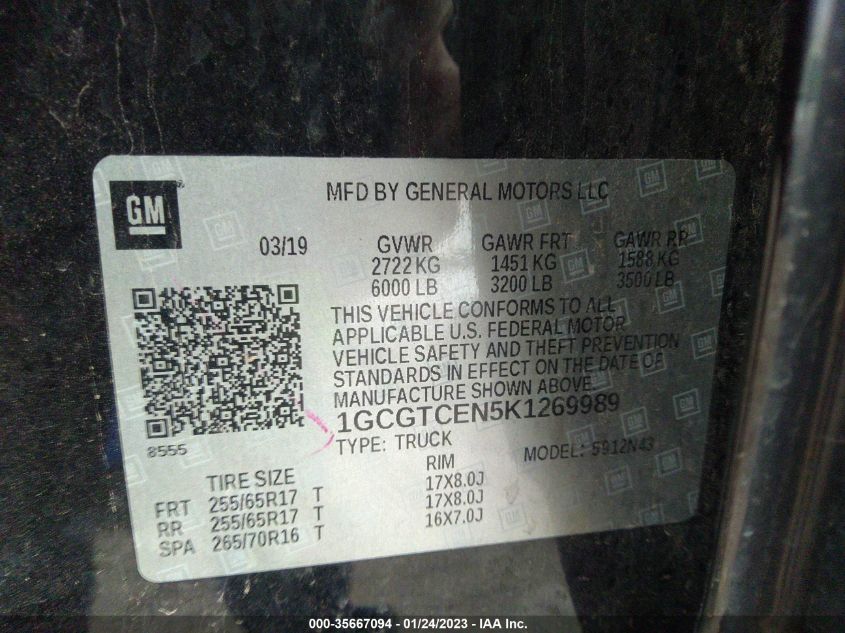 GM
MFD BY GENERAL MOTORS LLC
03/19 GVWR GAWR FRT GAWR RR
2722 KG 1451 KG 1588 KG
6000 LB 3200 LB 3500 LB
THIS VEHICLE CONFORMS TO ALL
APPLICABLE U.S. FEDERAL MOTOR
VEHICLE SAFETY AND THEFT PREVENTION
STANDARDS IN EFFECT ON THE DATE OF
MANUFACTURE SHOWN ABOVE.
1GCGTCEN5K1269989
8555
TYPE: TRUCK MODEL: 5912N43
TIRE SIZE RIM
FRT 255/65R17 T 17X8.0J
RR 255/65R17 T 17X8.0J
SPA 265/70R16 T 16X7.0J
000-35667094 - 01/24/2023 - IAA Inc.